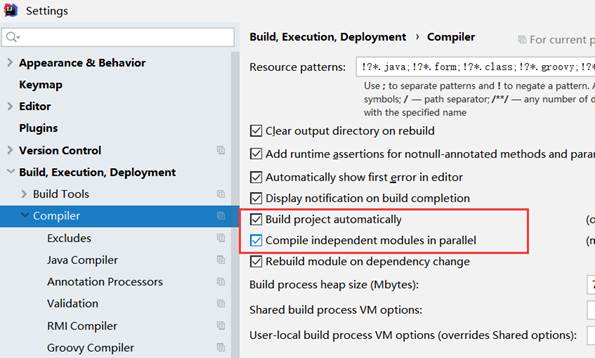 Settings
Build, Execution, Deployment › Compiler
For current p
Appearance & Behavior
Keymap
Editor
Plugins
Version Control
Build, Execution, Deployment
Build Tools
Compiler
Excludes
Java Compiler
Annotation Processors
Validation
RMI Compiler
Groovy Compiler
Resource patterns: !?*.java;!?*.form;!?*.class;!?*.groovy;!?*
Use ; to separate patterns and ! to negate a pattern. A
symbols; / — path separator; /**/ — any number of d
with the specified name
Clear output directory on rebuild
Add runtime assertions for notnull-annotated methods and para
Automatically show first error in editor
Display notification on build completion
Build project automatically (o
Compile independent modules in parallel (m
Rebuild module on dependency change
Build process heap size (Mbytes): 7
Shared build process VM options:
User-local build process VM options (overrides Shared options):